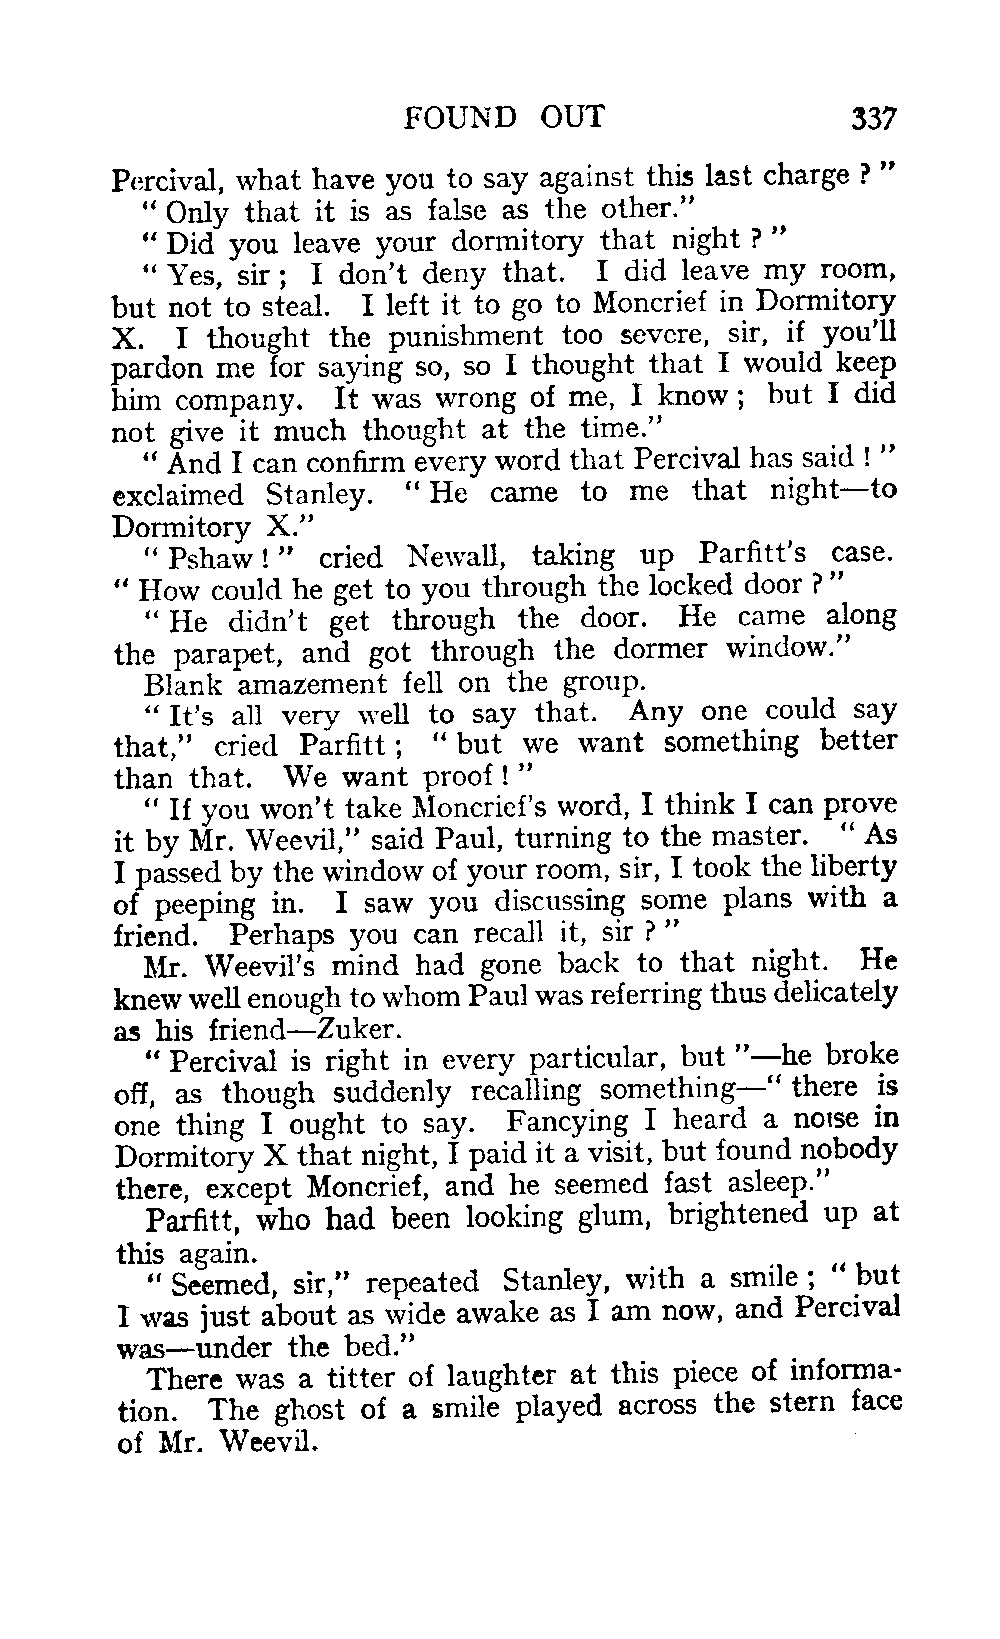 FOUND OUT 337
Percival, what have you to say against this last charge ? ”
“ Only that it is as false as the other.”
“ Did you leave your dormitory that night ? ”
“ Yes, sir ; I don't deny that. I did leave my room,
but not to steal. I left it to go to Moncrief in Dormitory
X. I thought the punishment too severe, sir, if you'll
pardon me for saying so, so I thought that I would keep
him company. It was wrong of me, I know ; but I did
not give it much thought at the time.”
“ And I can confirm every word that Percival has said ! ”
exclaimed Stanley. “ He came to me that night—to
Dormitory X.”
“ Pshaw ! ” cried Newall, taking up Parfitt's case.
“ How could he get to you through the locked door ? ”
“ He didn't get through the door. He came along
the parapet, and got through the dormer window.”
Blank amazement fell on the group.
“ It's all very well to say that. Any one could say
that,” cried Parfitt ; “ but we want something better
than that. We want proof ! ”
“ If you won't take Moncrief's word, I think I can prove
it by Mr. Weevil,” said Paul, turning to the master. “ As
I passed by the window of your room, sir, I took the liberty
of peeping in. I saw you discussing some plans with a
friend. Perhaps you can recall it, sir ? ”
Mr. Weevil's mind had gone back to that night. He
knew well enough to whom Paul was referring thus delicately
as his friend—Zuker.
“ Percival is right in every particular, but ”—he broke
off, as though suddenly recalling something—“ there is
one thing I ought to say. Fancying I heard a noise in
Dormitory X that night, I paid it a visit, but found nobody
there, except Moncrief, and he seemed fast asleep.”
Parfitt, who had been looking glum, brightened up at
this again.
“ Seemed, sir,” repeated Stanley, with a smile ; “ but
I was just about as wide awake as I am now, and Percival
was—under the bed.”
There was a titter of laughter at this piece of informa-
tion. The ghost of a smile played across the stern face
of Mr. Weevil.